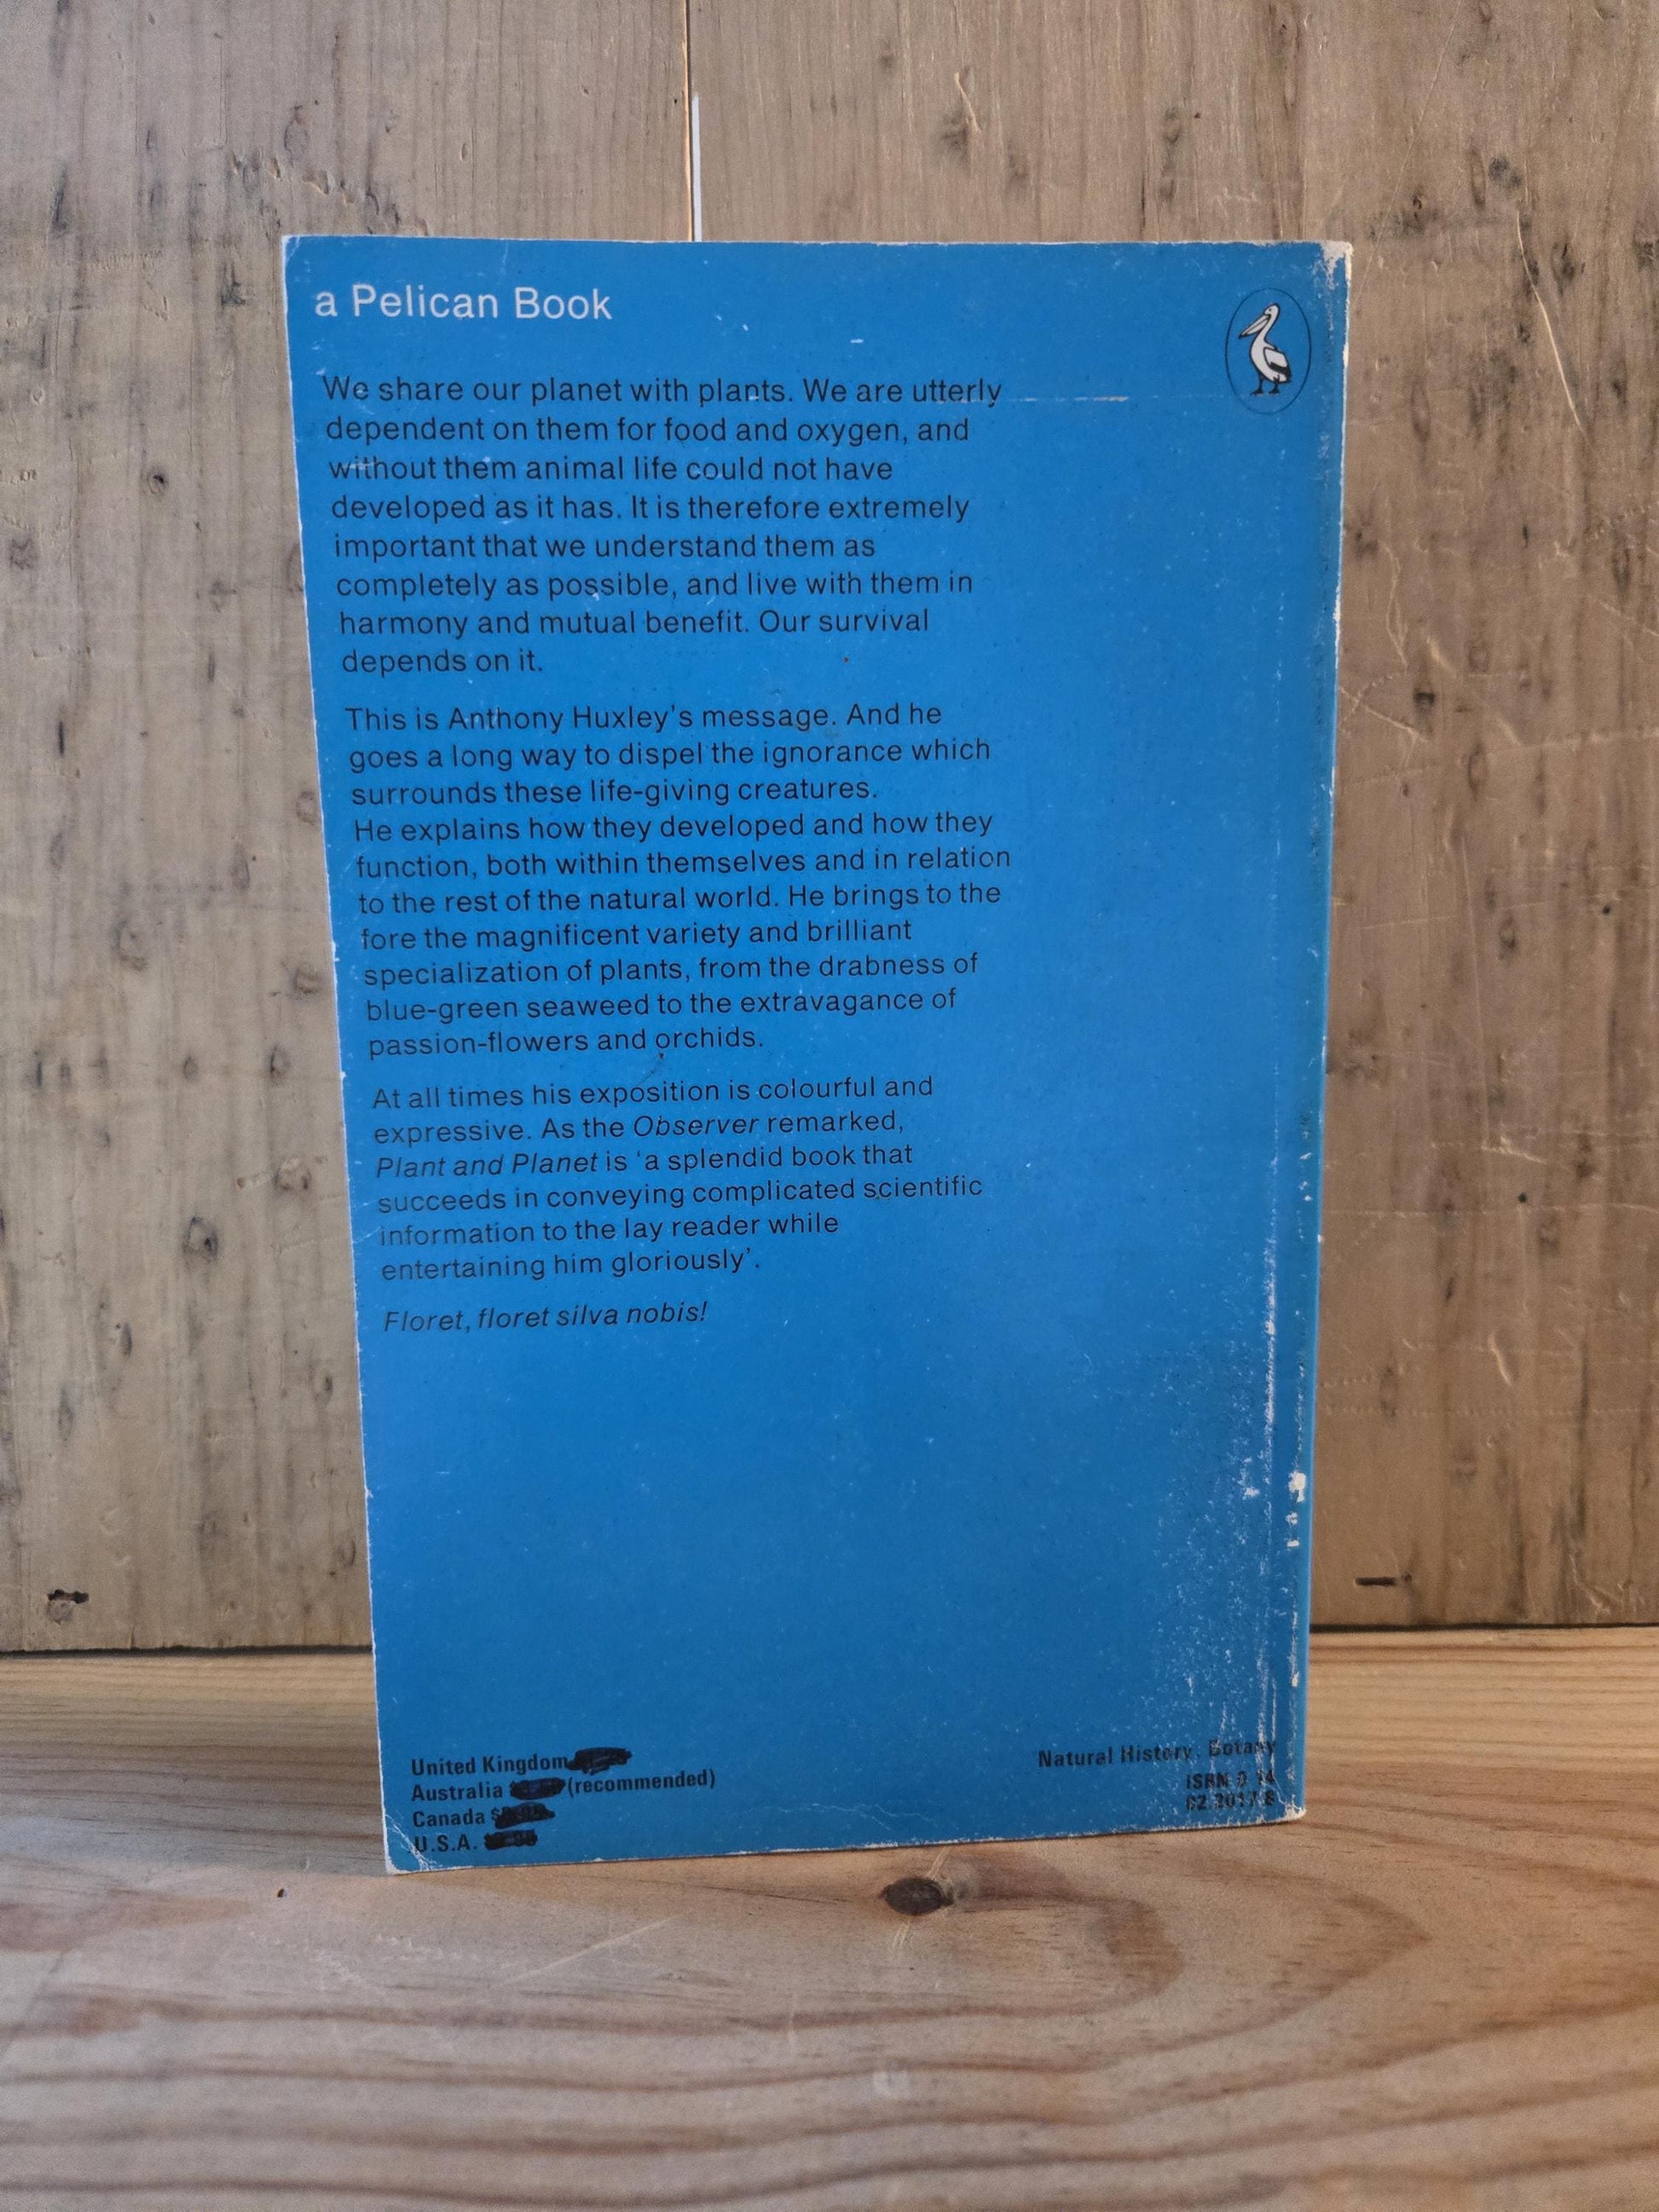 a Pelican Book
We share our planet with plants. We are utterly
dependent on them for food and oxygen, and
without them animal life could not have
developed as it has. It is therefore extremely
important that we understand them as
completely as possible, and live with them in
harmony and mutual benefit. Our survival
depends on it.
This is Anthony Huxley's message. And he
goes a long way to dispel the ignorance which
surrounds these life-giving creatures.
He explains how they developed and how they
function, both within themselves and in relation
to the rest of the natural world. He brings to the
fore the magnificent variety and brilliant
specialization of plants, from the drabness of
blue-green seaweed to the extravagance of
passion-flowers and orchids.
At all times his exposition is colourful and
expressive. As the Observer remarked,
Plant and Planet is 'a splendid book that
succeeds in conveying complicated scientific
information to the lay reader while
entertaining him gloriously'.
Floret, floret silva nobis!
United Kingdom
Australia (recommended)
Canada
U.S.A.
Natural History, Botany
ISBN 0 14